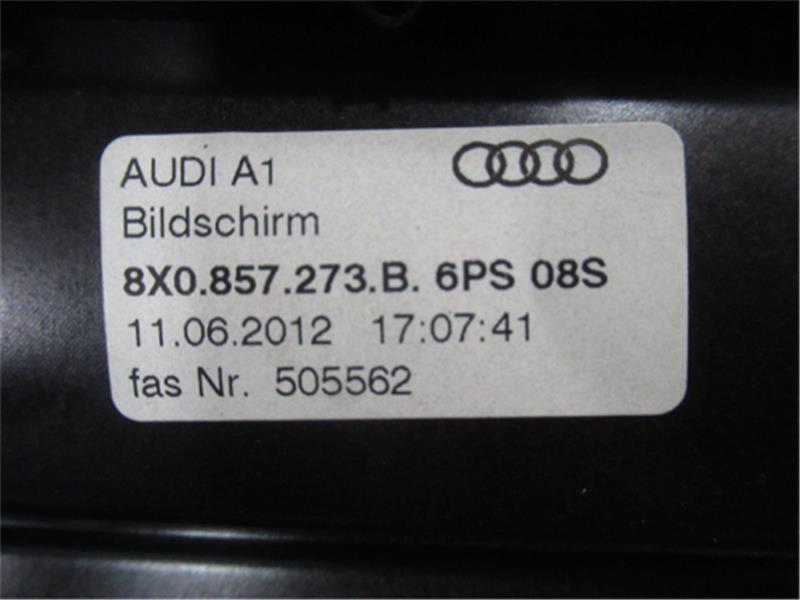 AUDI A1
Bildschirm
8X0.857.273.B. 6PS 08S
11.06.2012 17:07:41
fas Nr. 505562